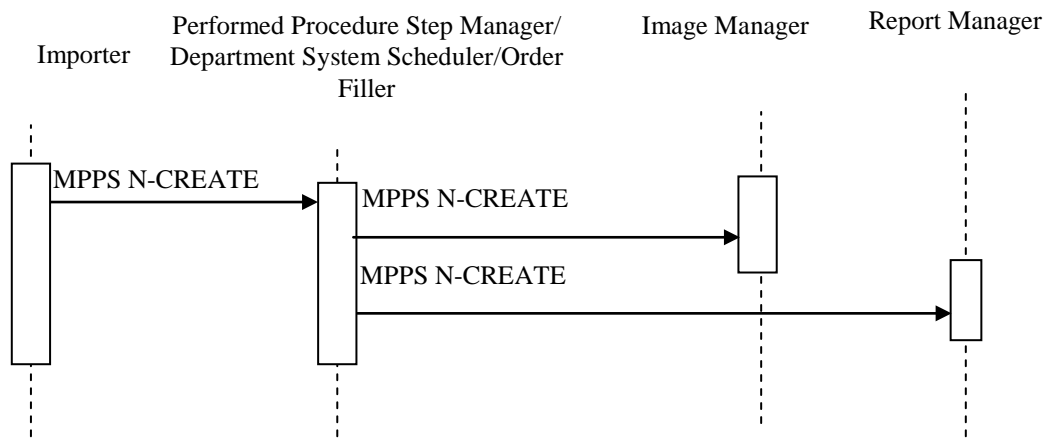 Importer
Performed Procedure Step Manager/
Department System Scheduler/Order
Filler
Image Manager
Report Manager
MPPS N-CREATE
MPPS N-CREATE
MPPS N-CREATE